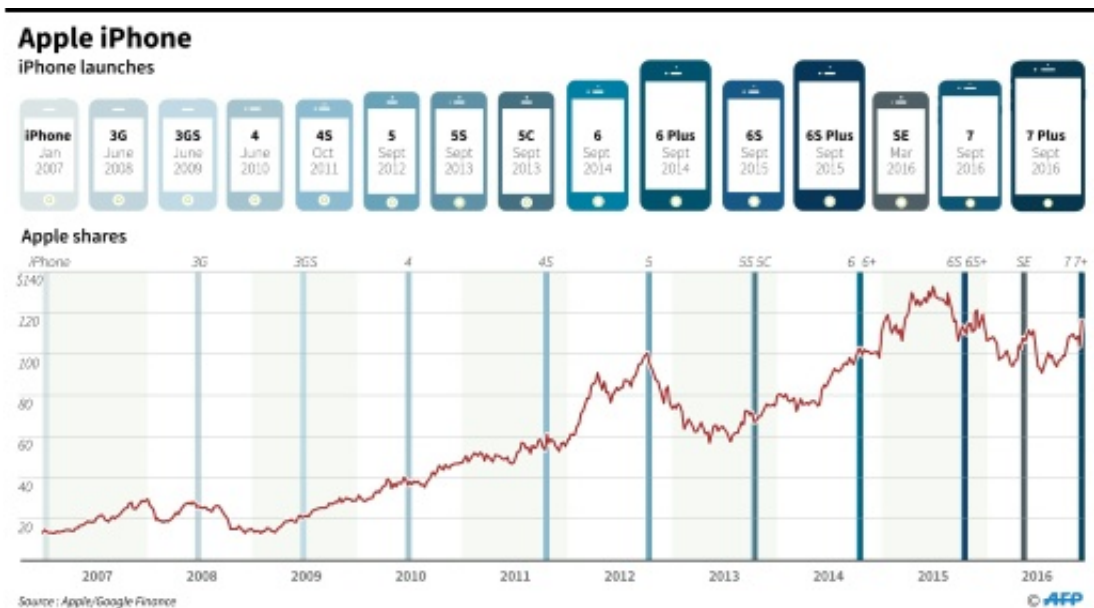 Apple iPhone
iPhone launches
iPhone Jan 2007
3G June 2008
3GS June 2009
4 June 2010
4S Oct 2011
5 Sept 2012
5S Sept 2013
5C Sept 2013
6 Sept 2014
6 Plus Sept 2014
6S Sept 2015
6S Plus Sept 2015
SE Mar 2016
7 Sept 2016
7 Plus Sept 2016
Apple shares
iPhone 3G 3GS 4 4S 5 5S 5C 6 6+ 6S 6S+ SE 7 7+
$140
120
100
80
60
40
20
2007 2008 2009 2010 2011 2012 2013 2014 2015 2016
Source : Apple/Google Finance
© AFP